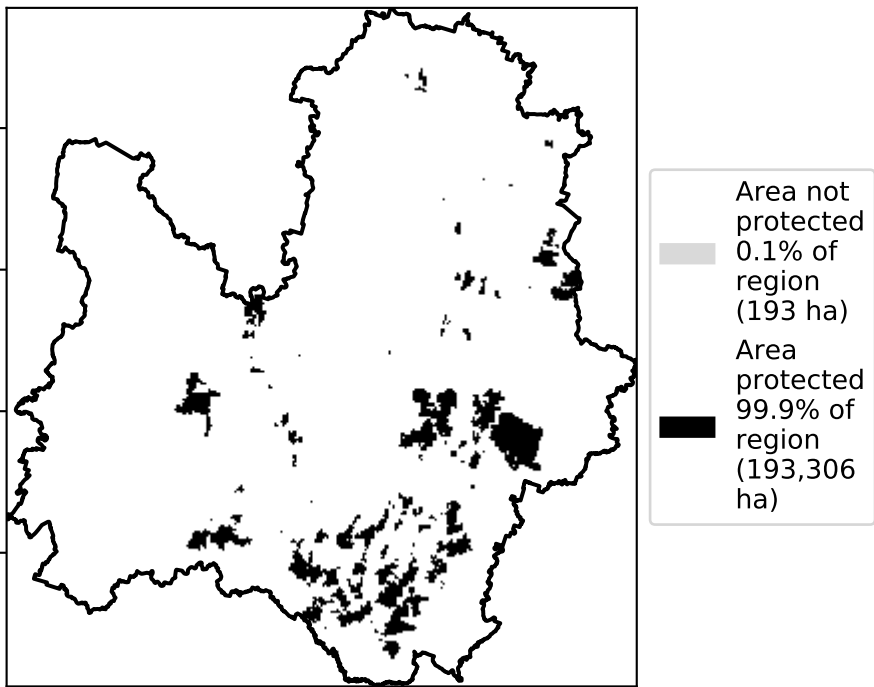 Area not
protected
0.1% of
region
(193 ha)
Area
protected
99.9% of
region
(193,306
ha)